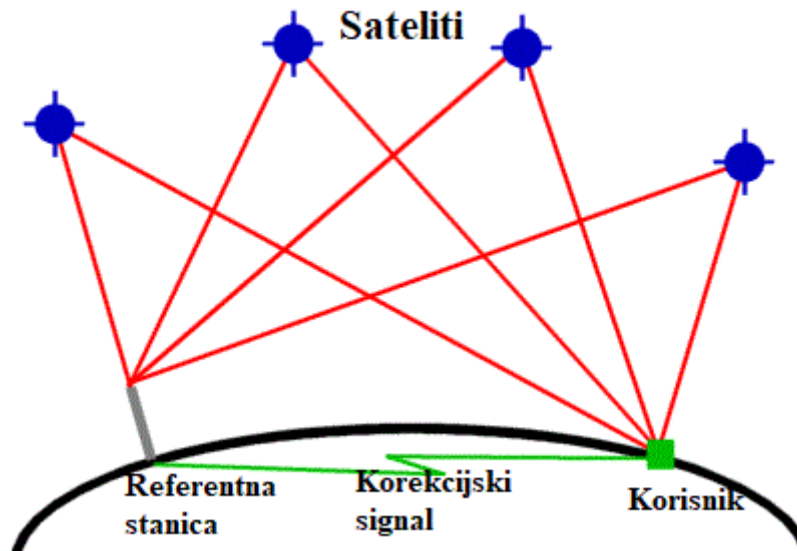 Sateliti
Referentna
stanica
Korekcijski
signal
Korisnik